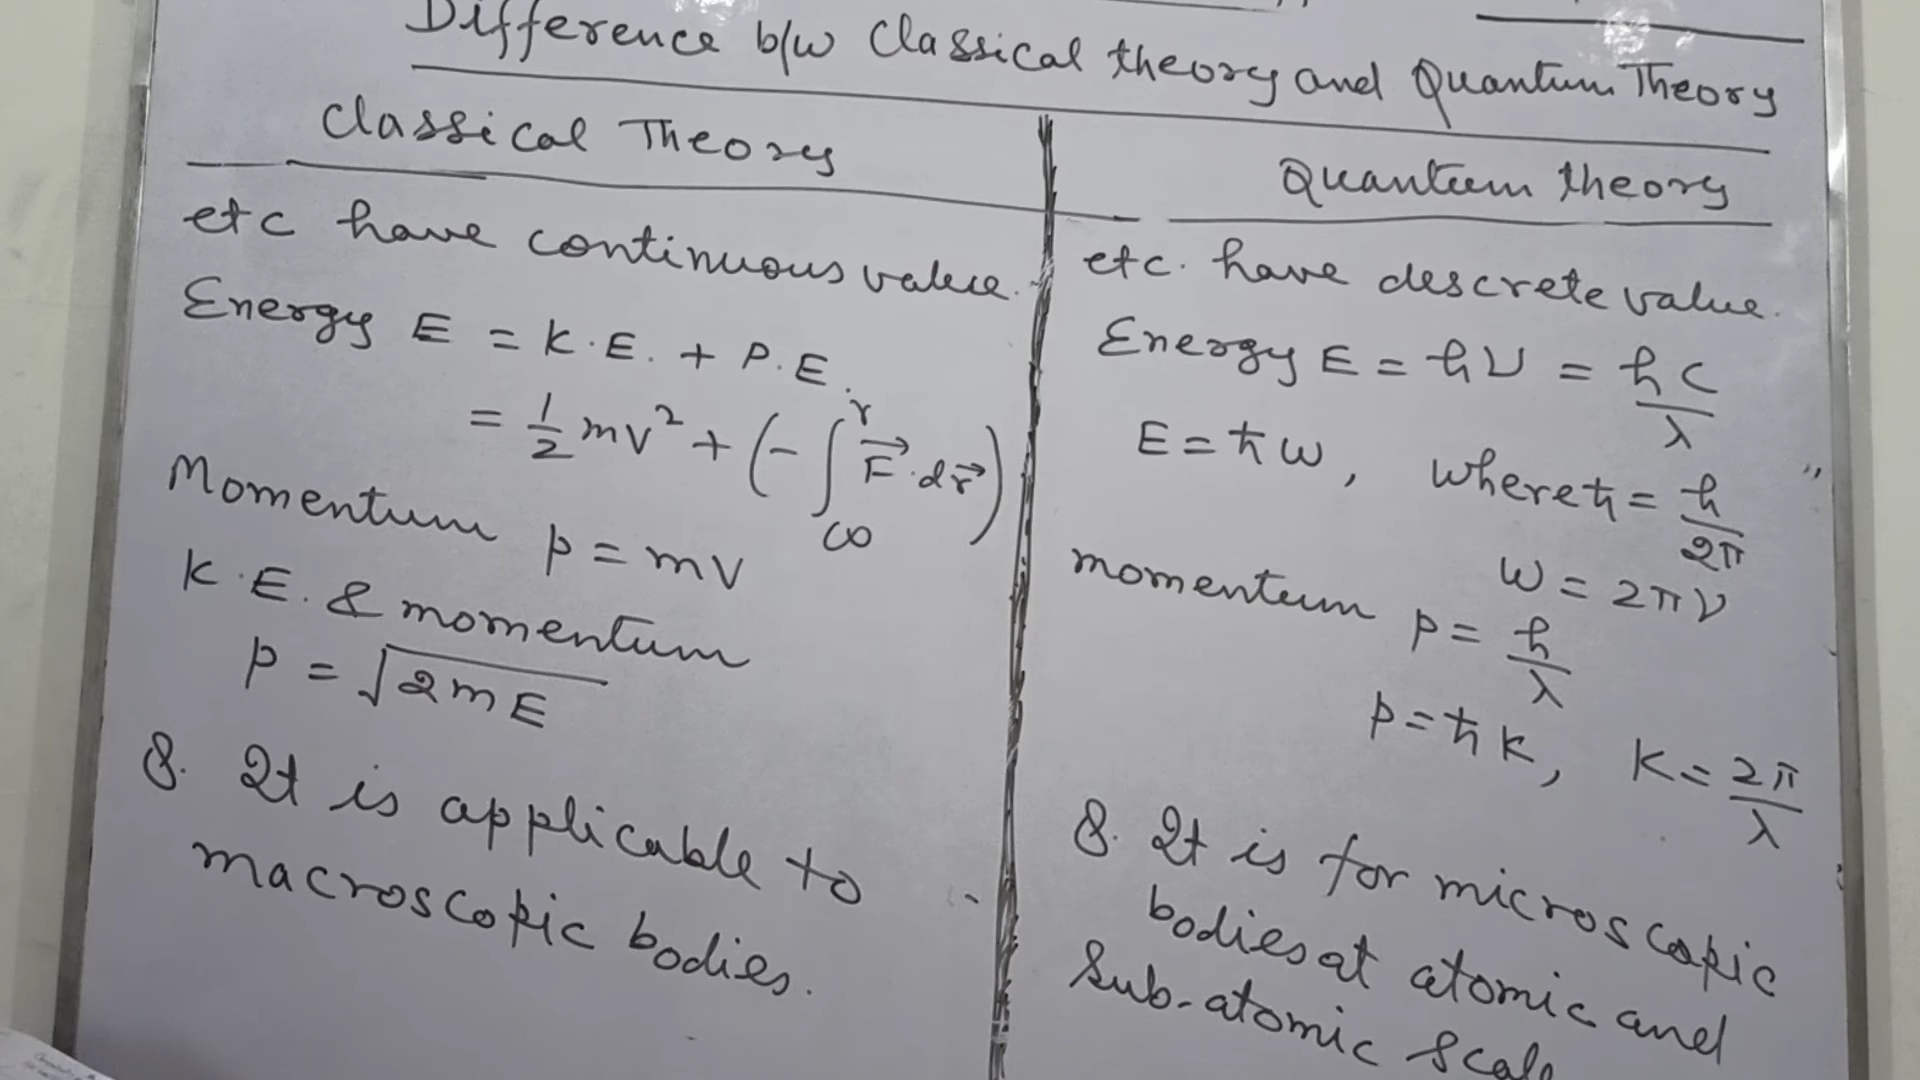 Difference b/w Classical theory and Quantum Theory
Classical Theory
etc have continuous value.
Energy E = K.E. + P.E.
= 1/2 mv² + (- ∫_∞^r F⃗·dr⃗)
Momentum p = mv
K.E. & momentum
p = √2mE
8. It is applicable to
macroscopic bodies.
Quantum theory
etc. have descrete value.
Energy E = hν = hc/λ
E = ħω, where ħ = h/2π
ω = 2πν
momentum p = h/λ
p = ħk, k = 2π/λ
8. It is for microscopic
bodies at atomic and
sub-atomic scale